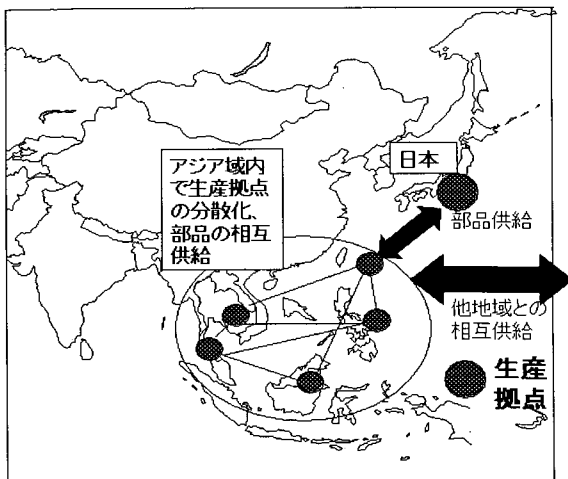 アジア域内
で生産拠点
の分散化、
部品の相互
供給
日本
部品供給
他地域との
相互供給
生産
拠点